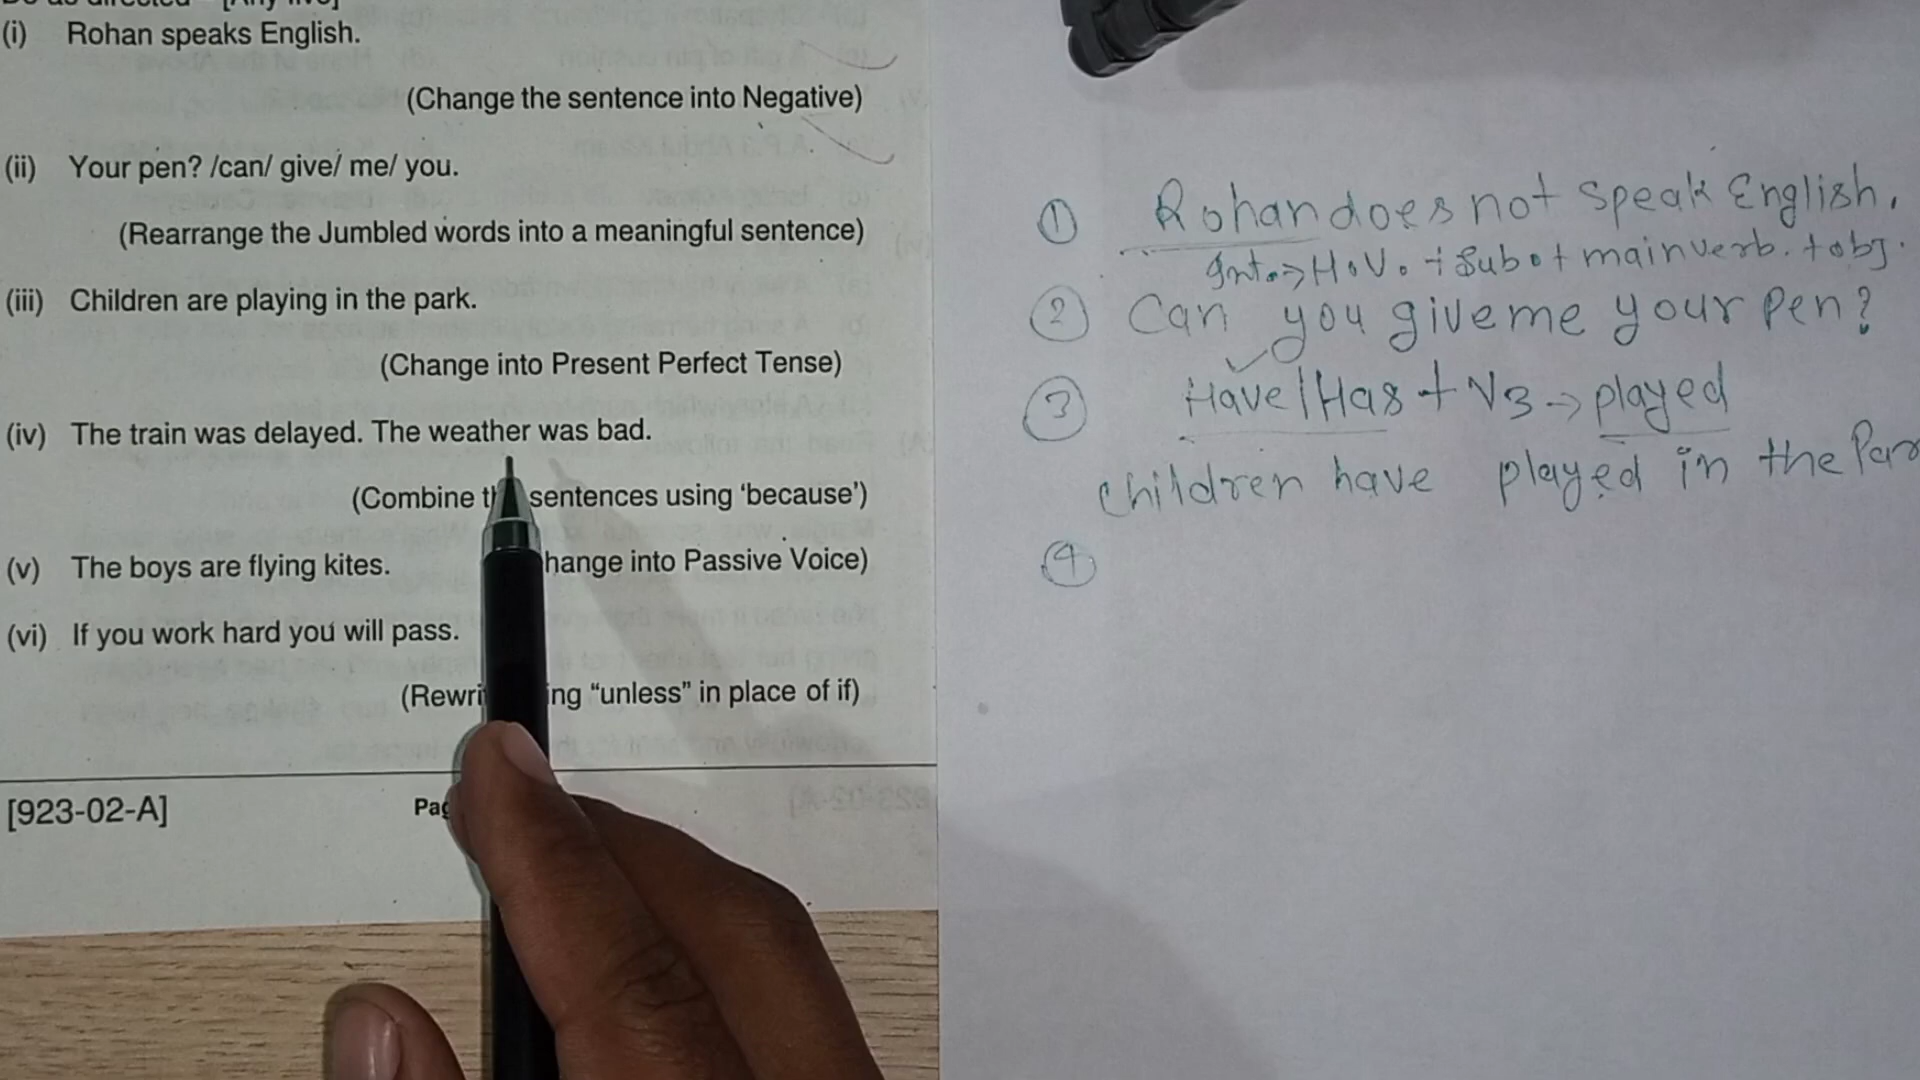 (i) Rohan speaks English.
(Change the sentence into Negative)
(ii) Your pen? /can/ give/ me/ you.
(Rearrange the Jumbled words into a meaningful sentence)
(iii) Children are playing in the park.
(Change into Present Perfect Tense)
(iv) The train was delayed. The weather was bad.
(Combine sentences using ‘because’)
(v) The boys are flying kites. hange into Passive Voice)
(vi) If you work hard you will pass.
(Rewri ing “unless” in place of if)
[923-02-A] Pag
① Rohan does not speak English.
Int. => H.V. + Sub. + main verb. + obj.
② Can you give me your pen?
③ Have/Has + V3 -> played
children have played in the Par
④